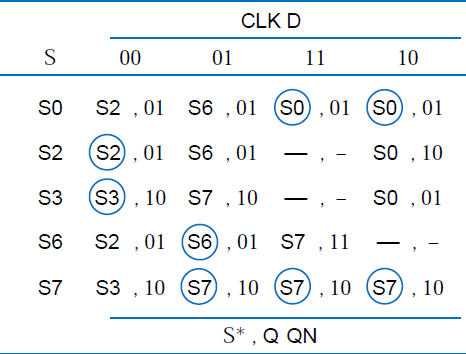 CLK D
S 00 01 11 10
S0 S2 , 01 S6 , 01 S0 , 01 S0 , 01
S2 S2 , 01 S6 , 01 — , – S0 , 10
S3 S3 , 10 S7 , 10 — , – S0 , 01
S6 S2 , 01 S6 , 01 S7 , 11 — , –
S7 S3 , 10 S7 , 10 S7 , 10 S7 , 10
S* , Q QN